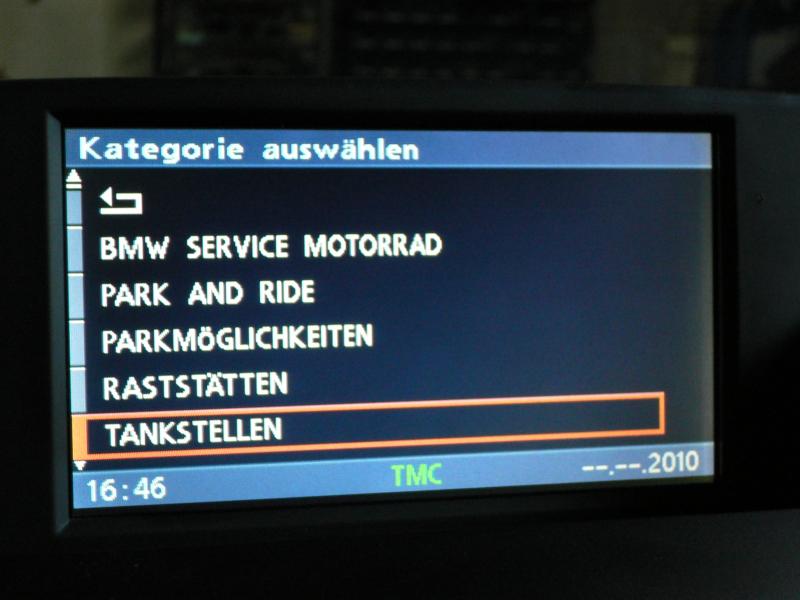 Kategorie auswählen
BMW SERVICE MOTORRAD
PARK AND RIDE
PARKMÖGLICHKEITEN
RASTSTÄTTEN
TANKSTELLEN
16:46 TMC --.--.2010